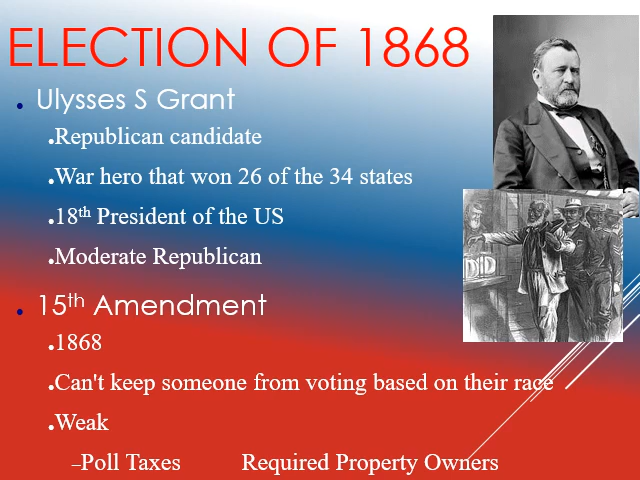 ELECTION OF 1868
• Ulysses S Grant
•Republican candidate
•War hero that won 26 of the 34 states
•18th President of the US
•Moderate Republican
• 15th Amendment
•1868
•Can't keep someone from voting based on their race
•Weak
–Poll Taxes Required Property Owners